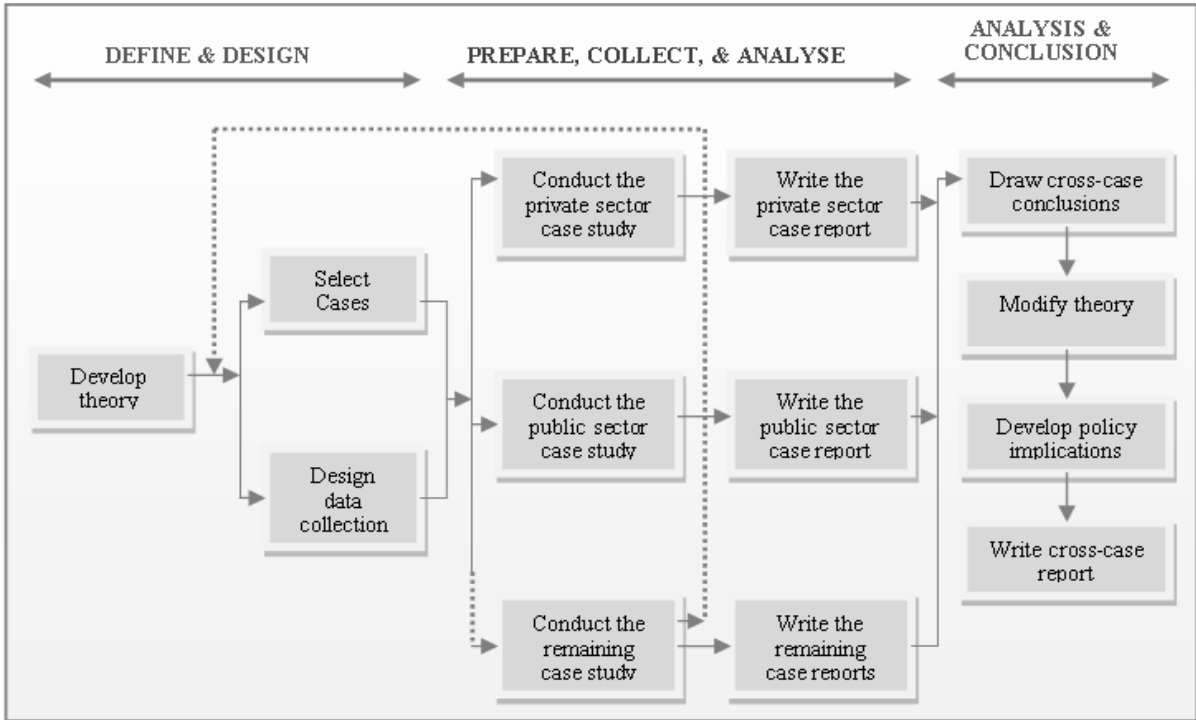 DEFINE & DESIGN
PREPARE, COLLECT, & ANALYSE
ANALYSIS &
CONCLUSION
Develop
theory
Select
Cases
Design
data
collection
Conduct the
private sector
case study
Write the
private sector
case report
Conduct the
public sector
case study
Write the
public sector
case report
Conduct the
remaining
case study
Write the
remaining
case reports
Draw cross-case
conclusions
Modify theory
Develop policy
implications
Write cross-case
report